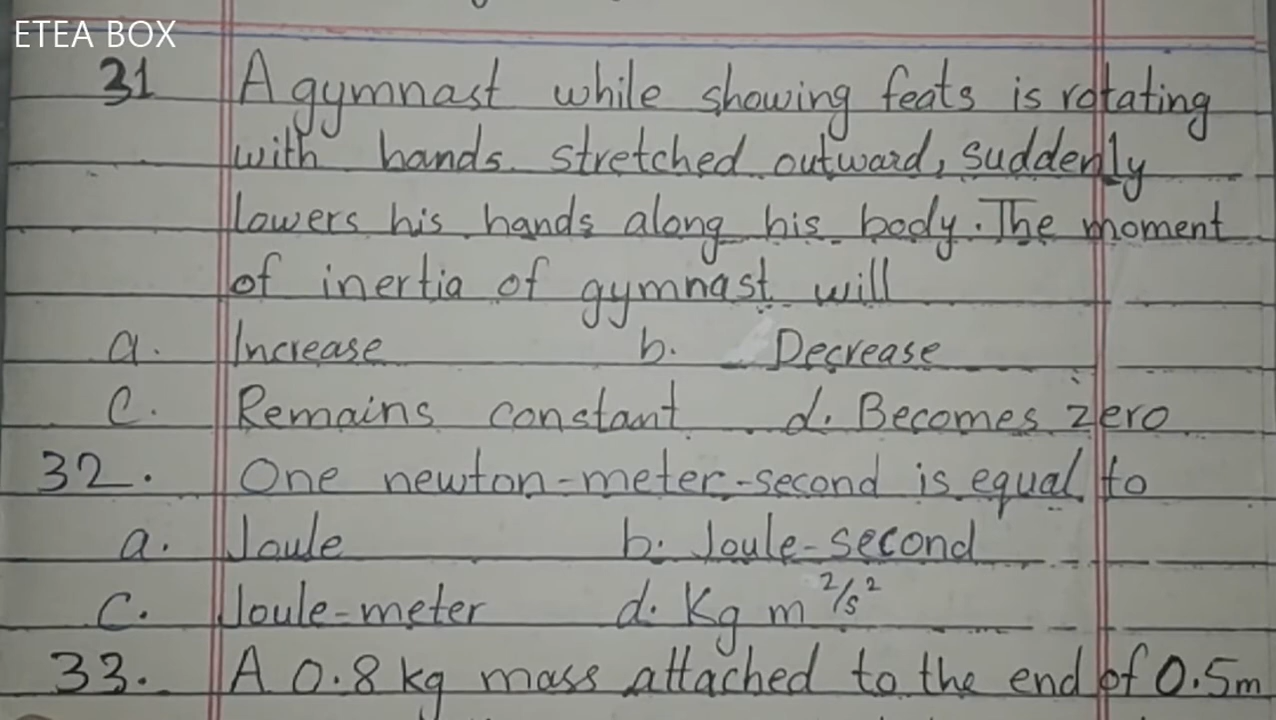 ETEA BOX
31 A gymnast while showing feats is rotating
with hands stretched outward, suddenly
lowers his hands along his body. The moment
of inertia of gymnast will
a. Increase b. Decrease
c. Remains constant d. Becomes zero
32. One newton-meter-second is equal to
a. Joule b. Joule-second
c. Joule-meter d. Kg m ²/s²
33. A 0.8 kg mass attached to the end of 0.5m